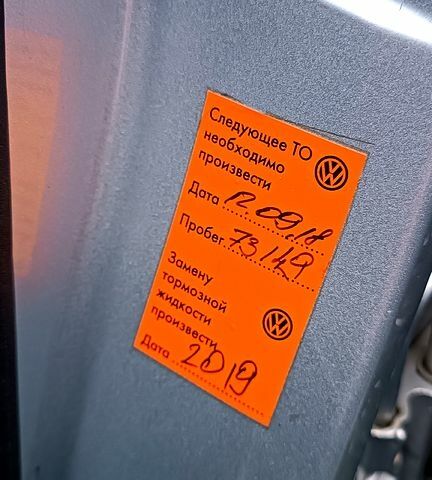 Следующее ТО
необходимо
произвести
Дата 12.09.18
Пробег 73149
Замену
тормозной
жидкости
произвести
Дата 2019